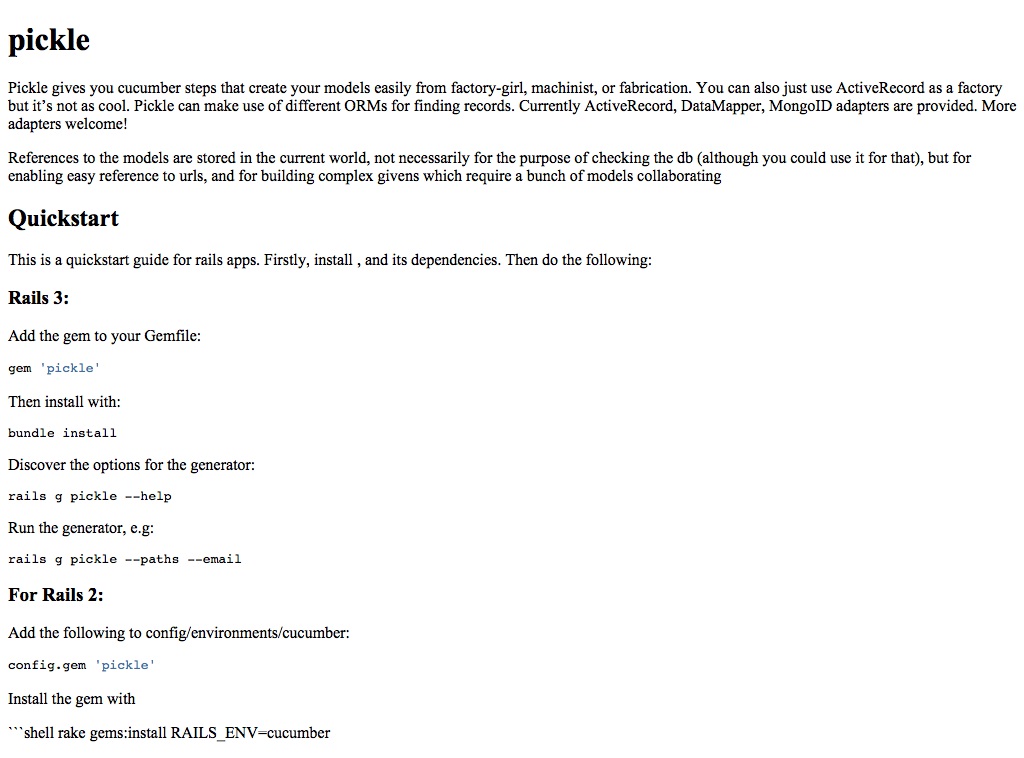 pickle
Pickle gives you cucumber steps that create your models easily from factory-girl, machinist, or fabrication. You can also just use ActiveRecord as a factory
but it’s not as cool. Pickle can make use of different ORMs for finding records. Currently ActiveRecord, DataMapper, MongoID adapters are provided. More
adapters welcome!
References to the models are stored in the current world, not necessarily for the purpose of checking the db (although you could use it for that), but for
enabling easy reference to urls, and for building complex givens which require a bunch of models collaborating
Quickstart
This is a quickstart guide for rails apps. Firstly, install , and its dependencies. Then do the following:
Rails 3:
Add the gem to your Gemfile:
gem 'pickle'
Then install with:
bundle install
Discover the options for the generator:
rails g pickle --help
Run the generator, e.g:
rails g pickle --paths --email
For Rails 2:
Add the following to config/environments/cucumber:
config.gem 'pickle'
Install the gem with
```shell rake gems:install RAILS_ENV=cucumber